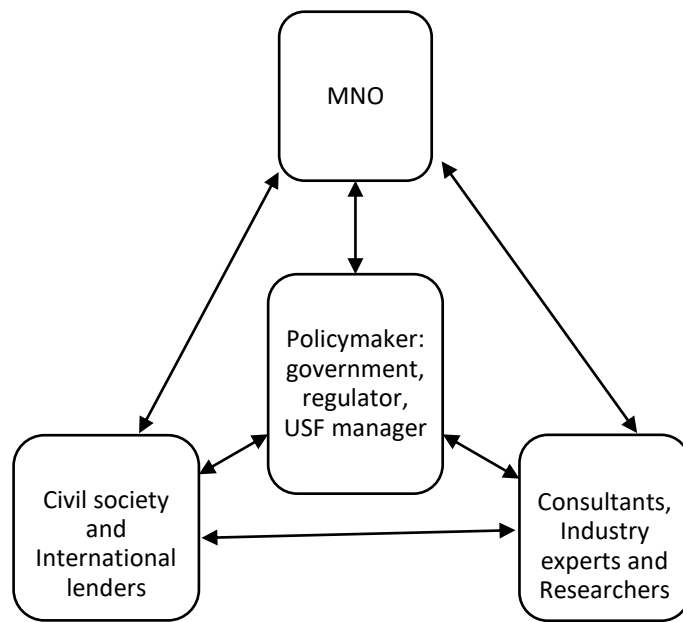 MNO
Policymaker:
government,
regulator,
USF manager
Civil society
and
International
lenders
Consultants,
Industry
experts and
Researchers